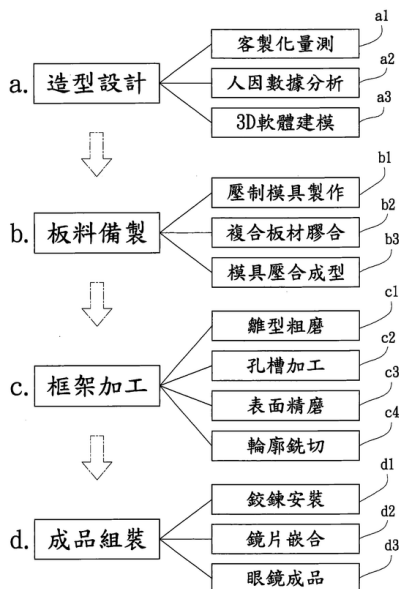 a. 造型設計
客製化量測 a1
人因數據分析 a2
3D軟體建模 a3
b. 板料備製
壓制模具製作 b1
複合板材膠合 b2
模具壓合成型 b3
c. 框架加工
雛型粗磨 c1
孔槽加工 c2
表面精磨 c3
輪廓銑切 c4
d. 成品組裝
鉸鍊安裝 d1
鏡片嵌合 d2
眼鏡成品 d3